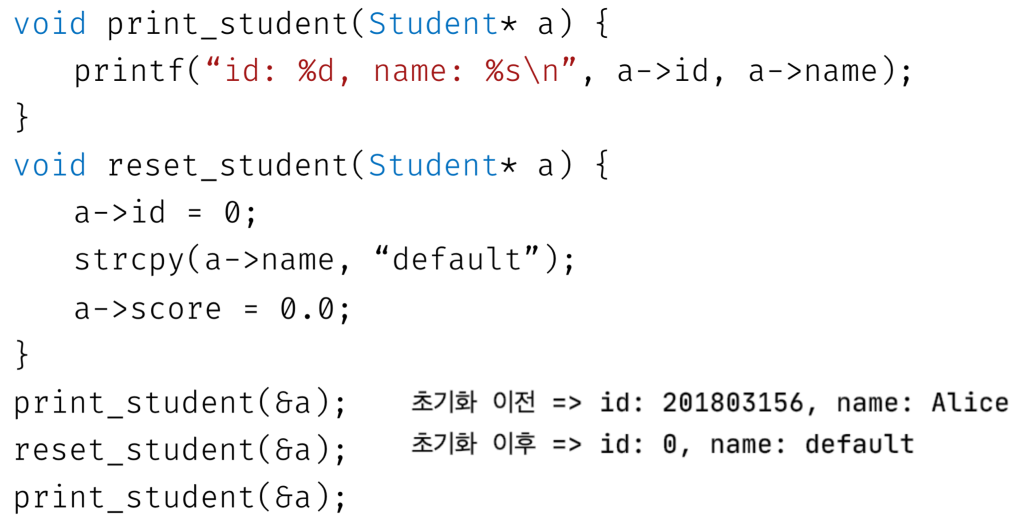 void print_student(Student* a) {
printf(“id: %d, name: %s\n”, a->id, a->name);
}
void reset_student(Student* a) {
a->id = 0;
strcpy(a->name, “default”);
a->score = 0.0;
}
print_student(&a);
reset_student(&a);
print_student(&a);
초기화 이전 => id: 201803156, name: Alice
초기화 이후 => id: 0, name: default